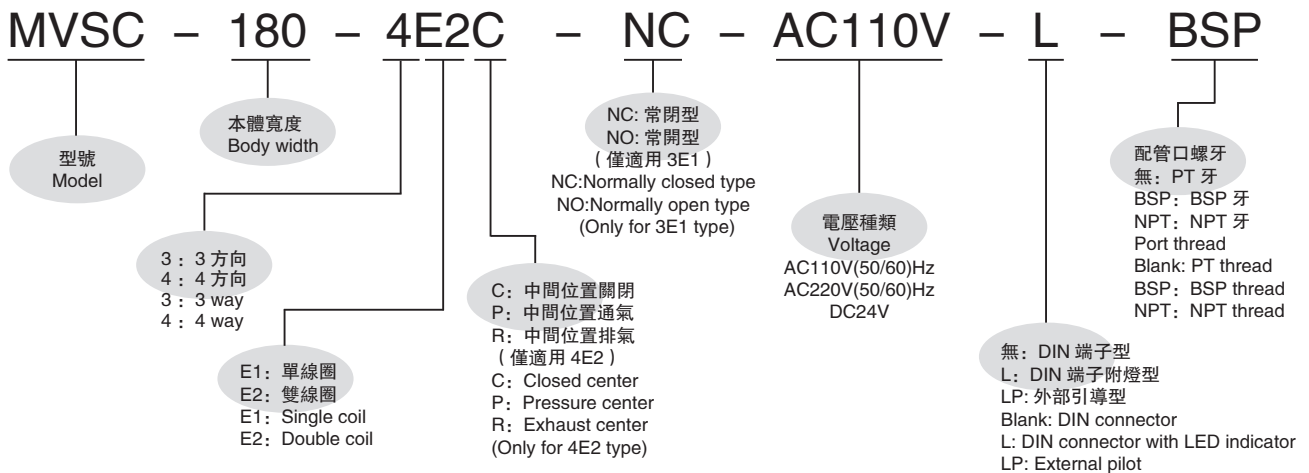 MVSC – 180 – 4E2C – NC – AC110V – L – BSP
型號
Model
本體寬度
Body width
3：3 方向
4：4 方向
3：3 way
4：4 way
E1：單線圈
E2：雙線圈
E1：Single coil
E2：Double coil
C：中間位置關閉
P：中間位置通氣
R：中間位置排氣
（僅適用 4E2）
C：Closed center
P：Pressure center
R：Exhaust center
(Only for 4E2 type)
NC: 常閉型
NO: 常開型
（僅適用 3E1）
NC:Normally closed type
NO:Normally open type
(Only for 3E1 type)
電壓種類
Voltage
AC110V(50/60)Hz
AC220V(50/60)Hz
DC24V
無：DIN 端子型
L：DIN 端子附燈型
LP: 外部引導型
Blank: DIN connector
L: DIN connector with LED indicator
LP: External pilot
配管口螺牙
無：PT 牙
BSP：BSP 牙
NPT：NPT 牙
Port thread
Blank: PT thread
BSP：BSP thread
NPT：NPT thread